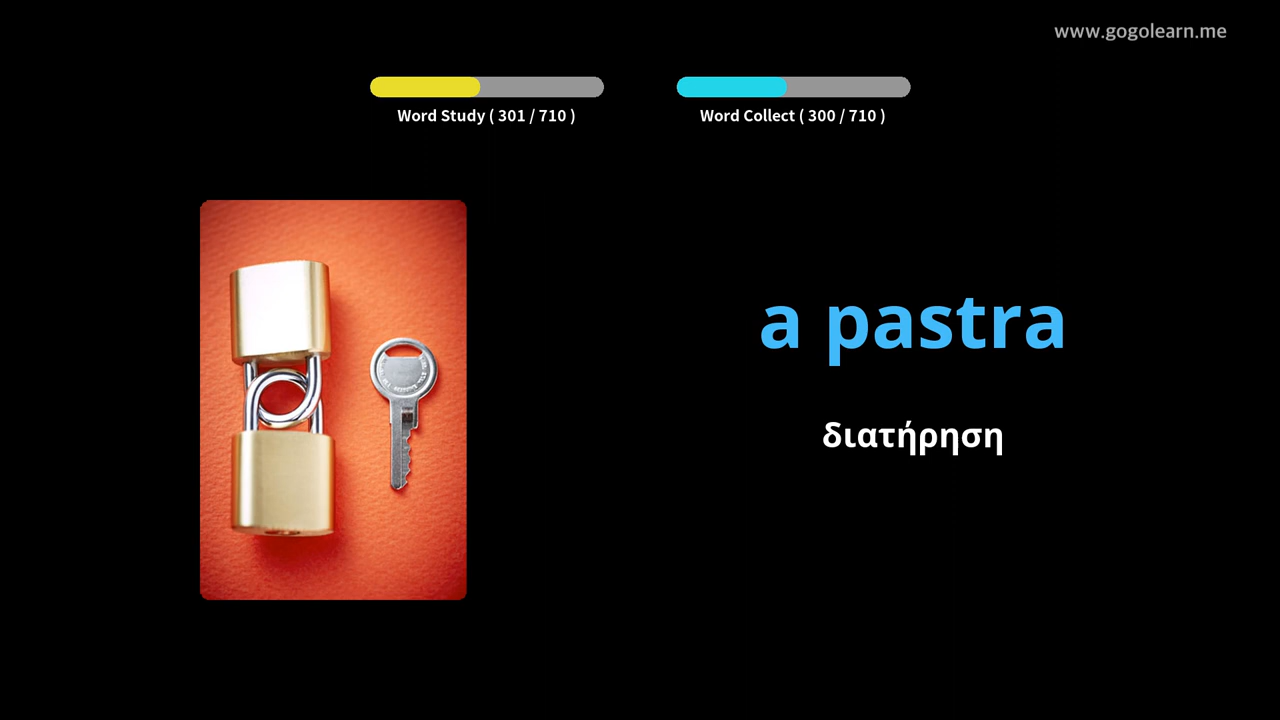 www.gogolearn.me
Word Study ( 301 / 710 )
Word Collect ( 300 / 710 )
a pastra
διατήρηση